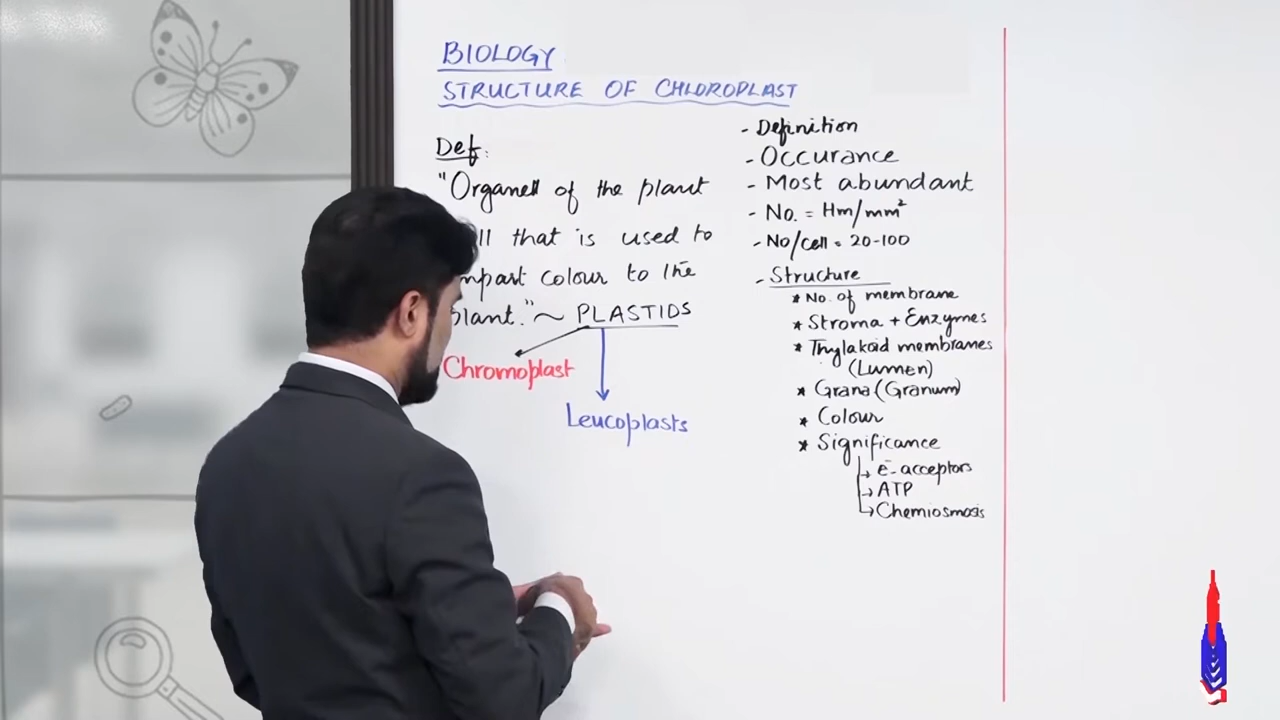 BIOLOGY
STRUCTURE OF CHLOROPLAST
Def:
"Organell of the plant
ll that is used to
mpart colour to the
plant." ~ PLASTIDS
Chromoplast
Leucoplasts
- Definition
- Occurance
- Most abundant
- No. = Hm/mm²
- No/cell = 20-100
- Structure
* No. of membrane
* Stroma + Enzymes
* Thylakoid membranes
(Lumen)
* Grana (Granum)
* Colour
* Significance
→ e⁻ acceptors
→ ATP
→ Chemiosmosis